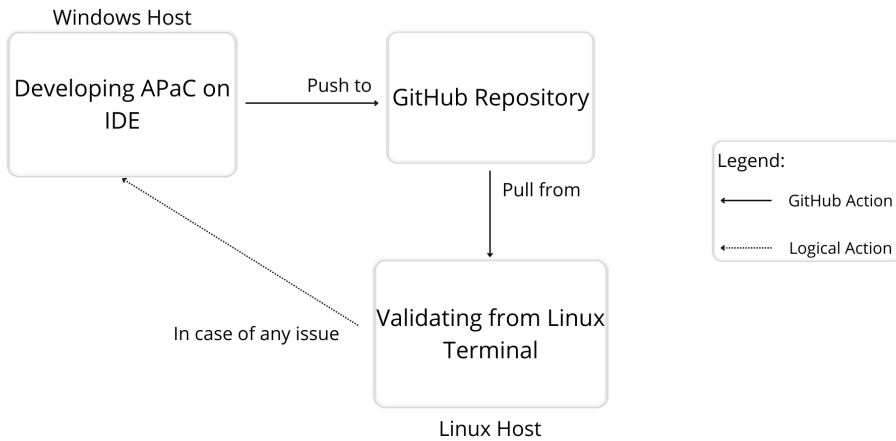 Windows Host
Developing APaC on
IDE
Push to
GitHub Repository
Pull from
Legend:
GitHub Action
Logical Action
Validating from Linux
Terminal
In case of any issue
Linux Host